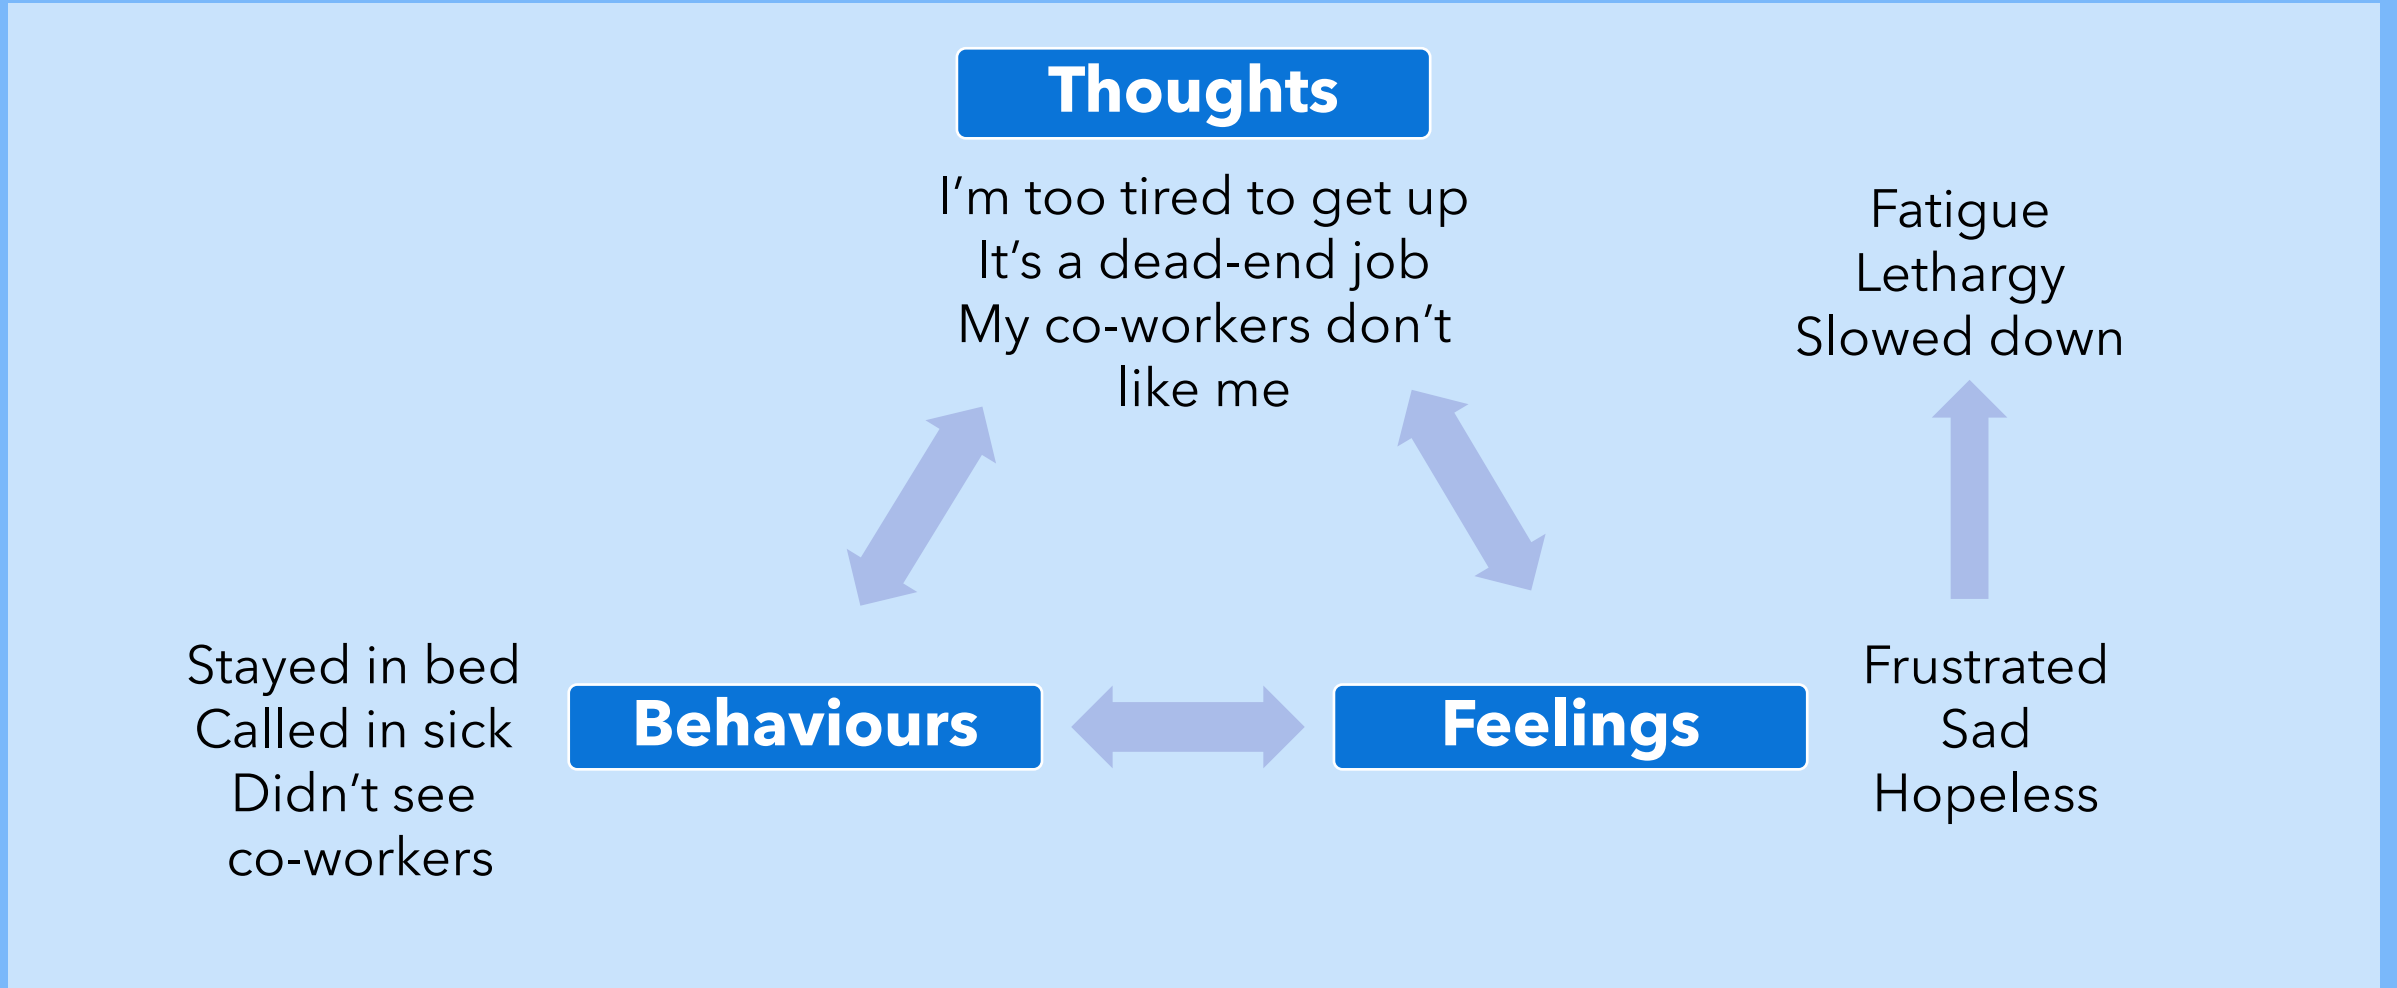 Thoughts
I’m too tired to get up
It’s a dead-end job
My co-workers don’t
like me
Fatigue
Lethargy
Slowed down
Stayed in bed
Called in sick
Didn’t see
co-workers
Behaviours
Feelings
Frustrated
Sad
Hopeless